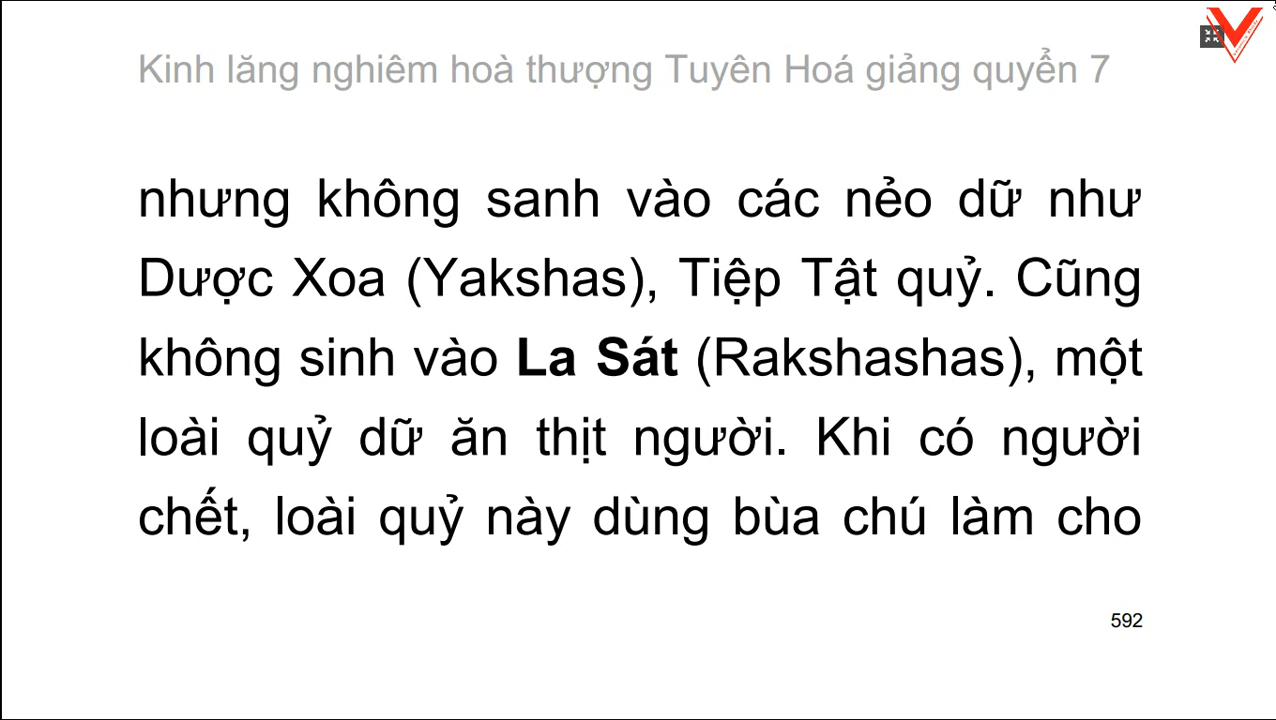 Kinh lăng nghiêm hoà thượng Tuyên Hoá giảng quyển 7
nhưng không sanh vào các nẻo dữ như
Dược Xoa (Yakshas), Tiệp Tật quỷ. Cũng
không sinh vào La Sát (Rakshashas), một
loài quỷ dữ ăn thịt người. Khi có người
chết, loài quỷ này dùng bùa chú làm cho
592